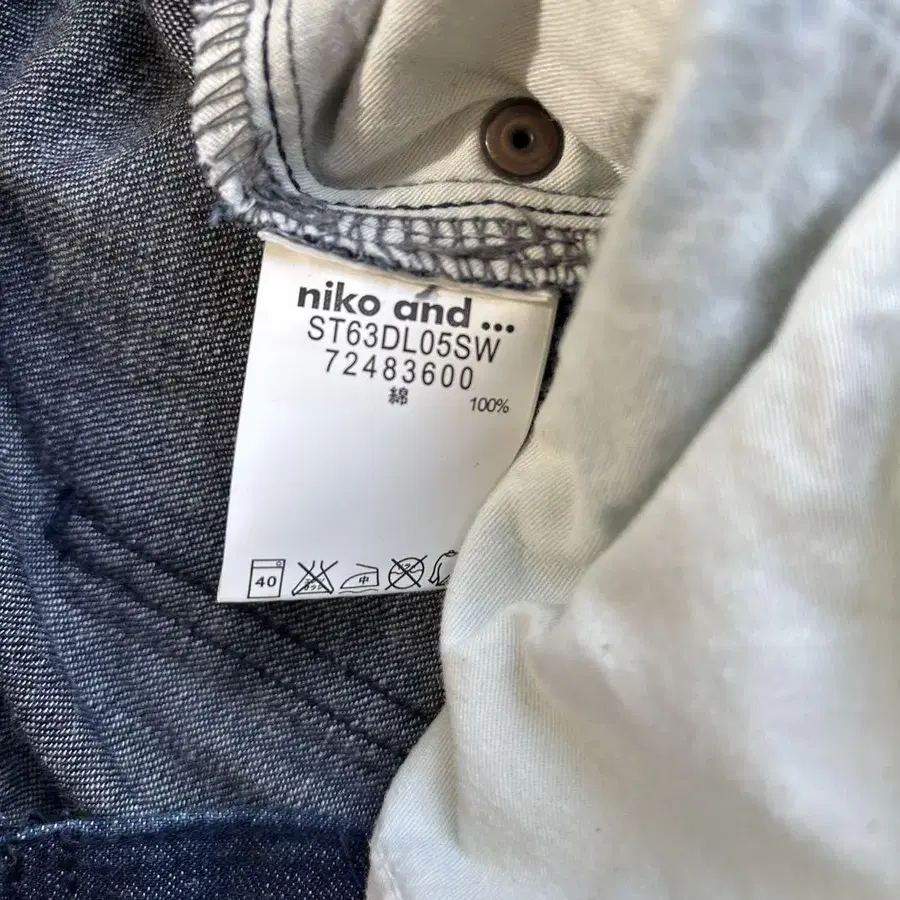 niko and ...
ST63DL05SW
72483600
綿 100%
40 中